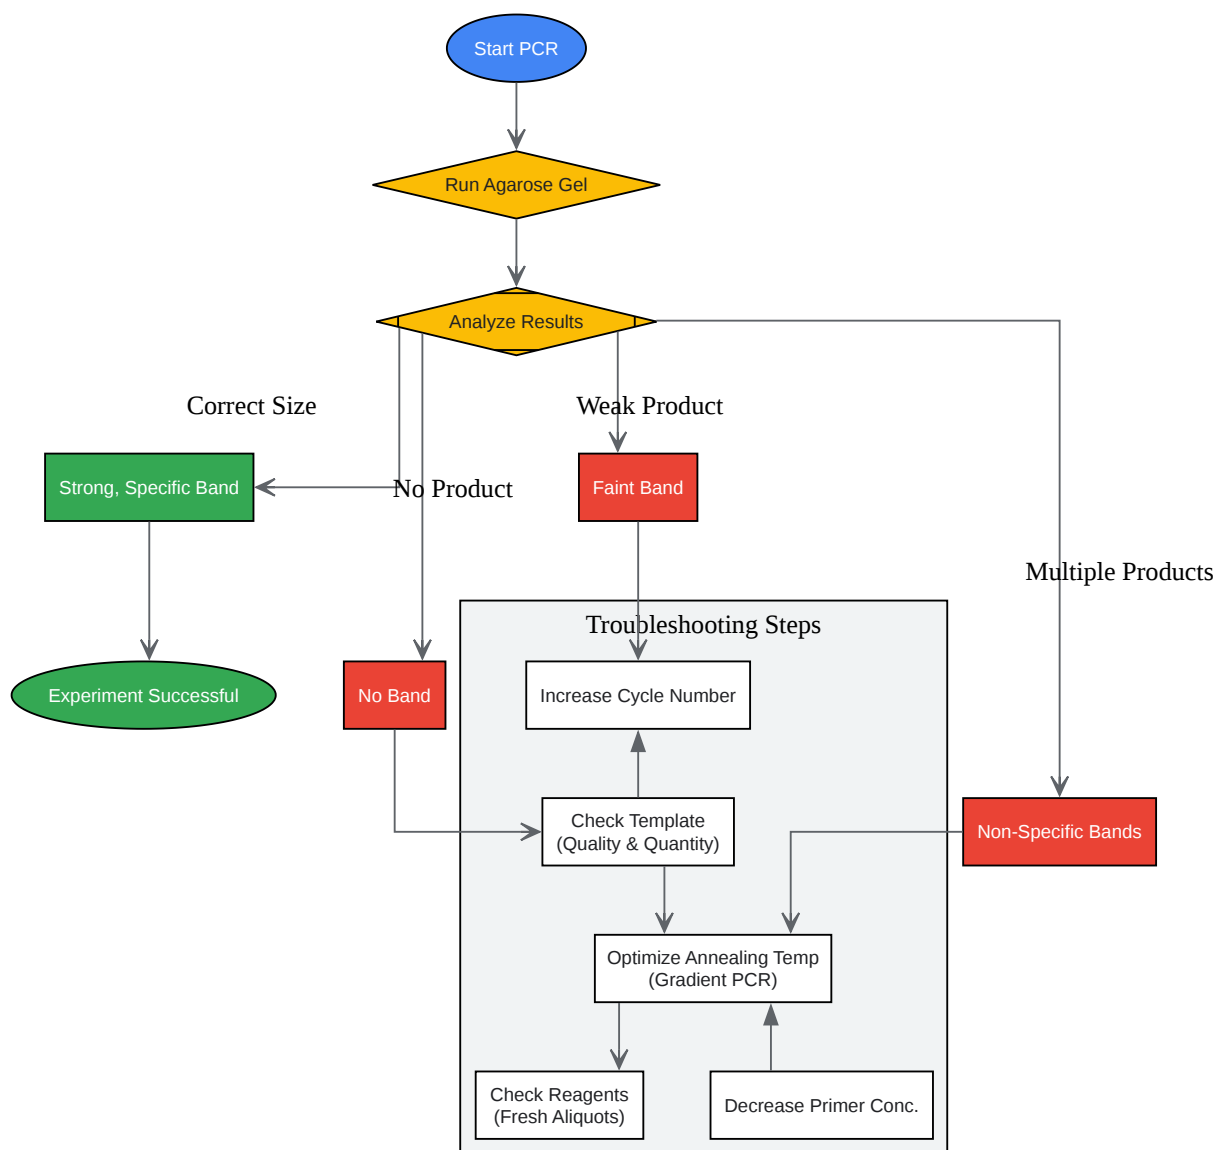 Start PCR
Run Agarose Gel
Analyze Results
Correct Size
Weak Product
Strong, Specific Band
No Product
Faint Band
Multiple Products
Troubleshooting Steps
Experiment Successful
No Band
Increase Cycle Number
Check Template
(Quality & Quantity)
Non-Specific Bands
Optimize Annealing Temp
(Gradient PCR)
Check Reagents
(Fresh Aliquots)
Decrease Primer Conc.